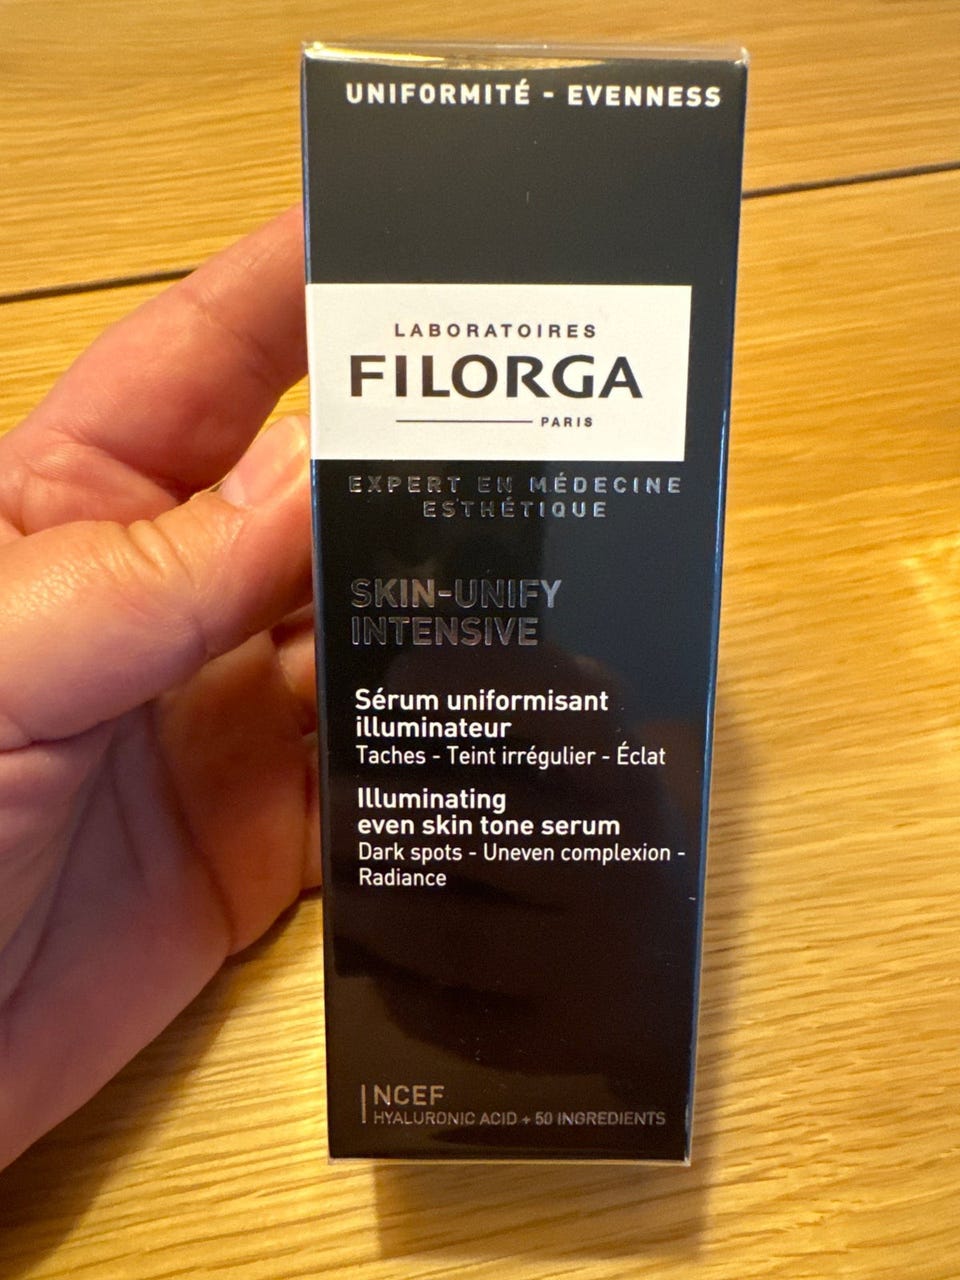 UNIFORMITÉ - EVENNESS
LABORATOIRES
FILORGA
PARIS
EXPERT EN MÉDECINE
ESTHÉTIQUE
SKIN-UNIFY
INTENSIVE
Sérum uniformisant
illuminateur
Taches - Teint irrégulier - Éclat
Illuminating
even skin tone serum
Dark spots - Uneven complexion -
Radiance
NCEF
HYALURONIC ACID + 50 INGREDIENTS